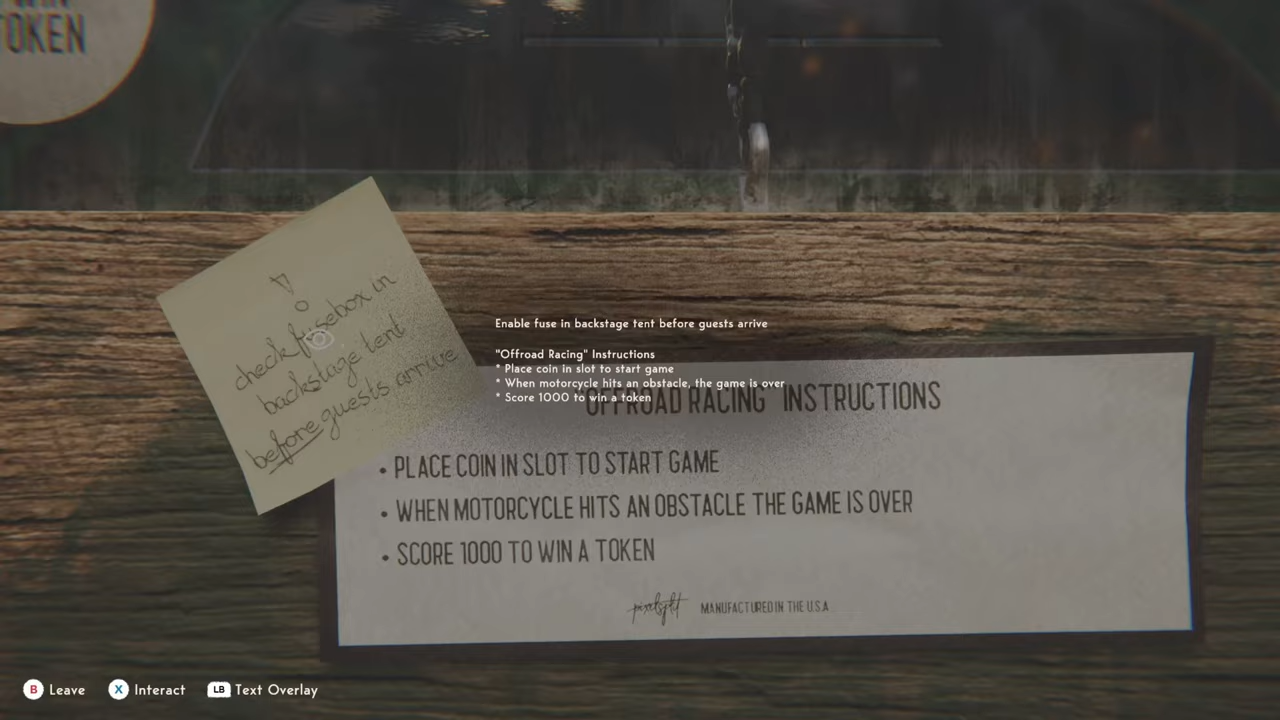 WIN
TOKEN
!
check fusebox in
backstage tent
before guests arrive
Enable fuse in backstage tent before guests arrive
"Offroad Racing" Instructions
* Place coin in slot to start game
* When motorcycle hits an obstacle, the game is over
* Score 1000 to win a token
"OFFROAD RACING" INSTRUCTIONS
• PLACE COIN IN SLOT TO START GAME
• WHEN MOTORCYCLE HITS AN OBSTACLE THE GAME IS OVER
• SCORE 1000 TO WIN A TOKEN
pixelsplit MANUFACTURED IN THE U.S.A
B Leave X Interact LB Text Overlay